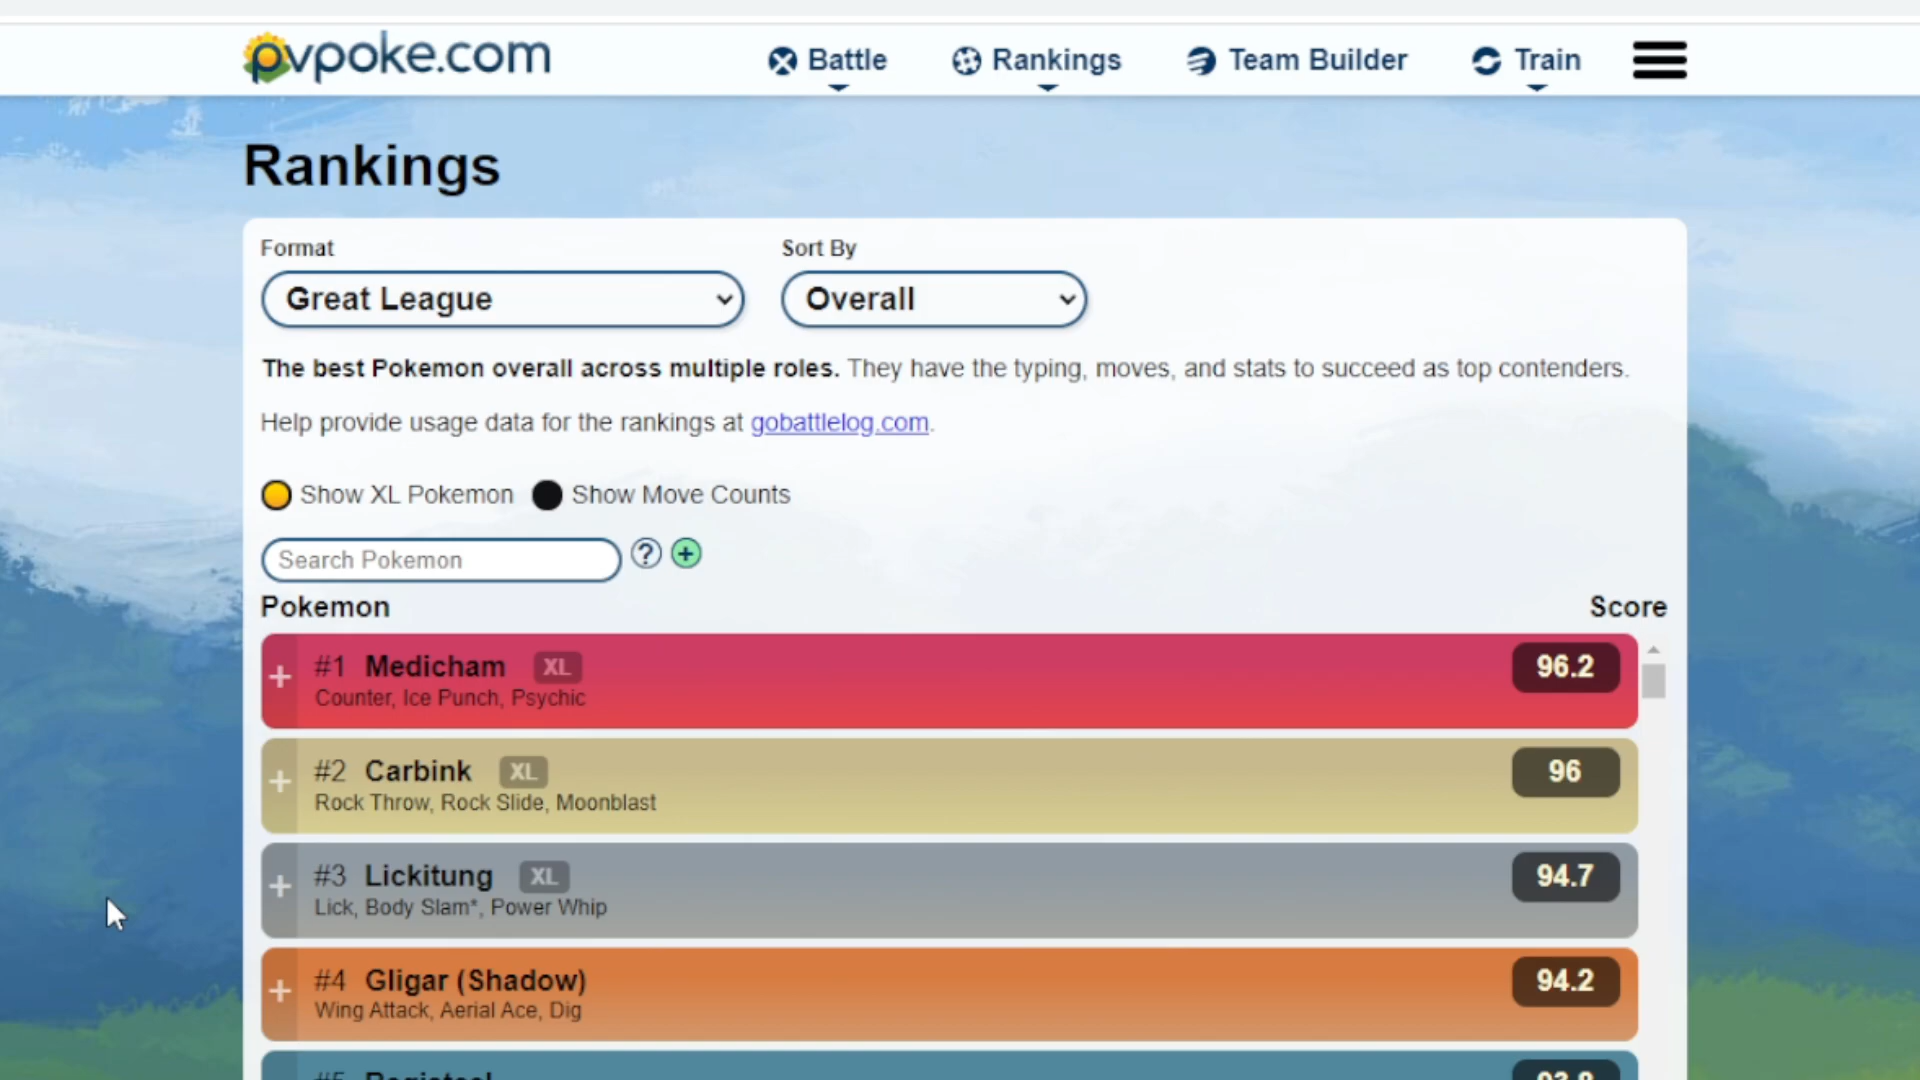 pvpoke.com
Battle
Rankings
Team Builder
Train
Rankings
Format
Sort By
Great League
Overall
The best Pokemon overall across multiple roles. They have the typing, moves, and stats to succeed as top contenders.
Help provide usage data for the rankings at gobattlelog.com.
Show XL Pokemon
Show Move Counts
Search Pokemon
?
+
Pokemon
Score
+
#1 Medicham XL
96.2
Counter, Ice Punch, Psychic
+
#2 Carbink XL
96
Rock Throw, Rock Slide, Moonblast
+
#3 Lickitung XL
94.7
Lick, Body Slam*, Power Whip
+
#4 Gligar (Shadow)
94.2
Wing Attack, Aerial Ace, Dig
#5 Registeel
93.8